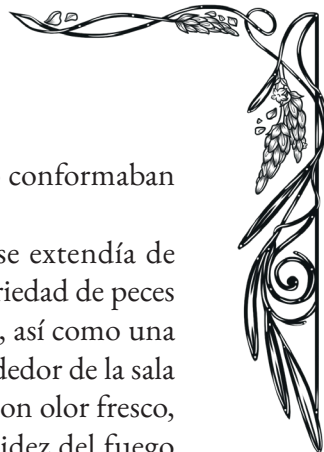 conformaban
se extendía de
riedad de peces
, así como una
dedor de la sala
on olor fresco,
idez del fuego